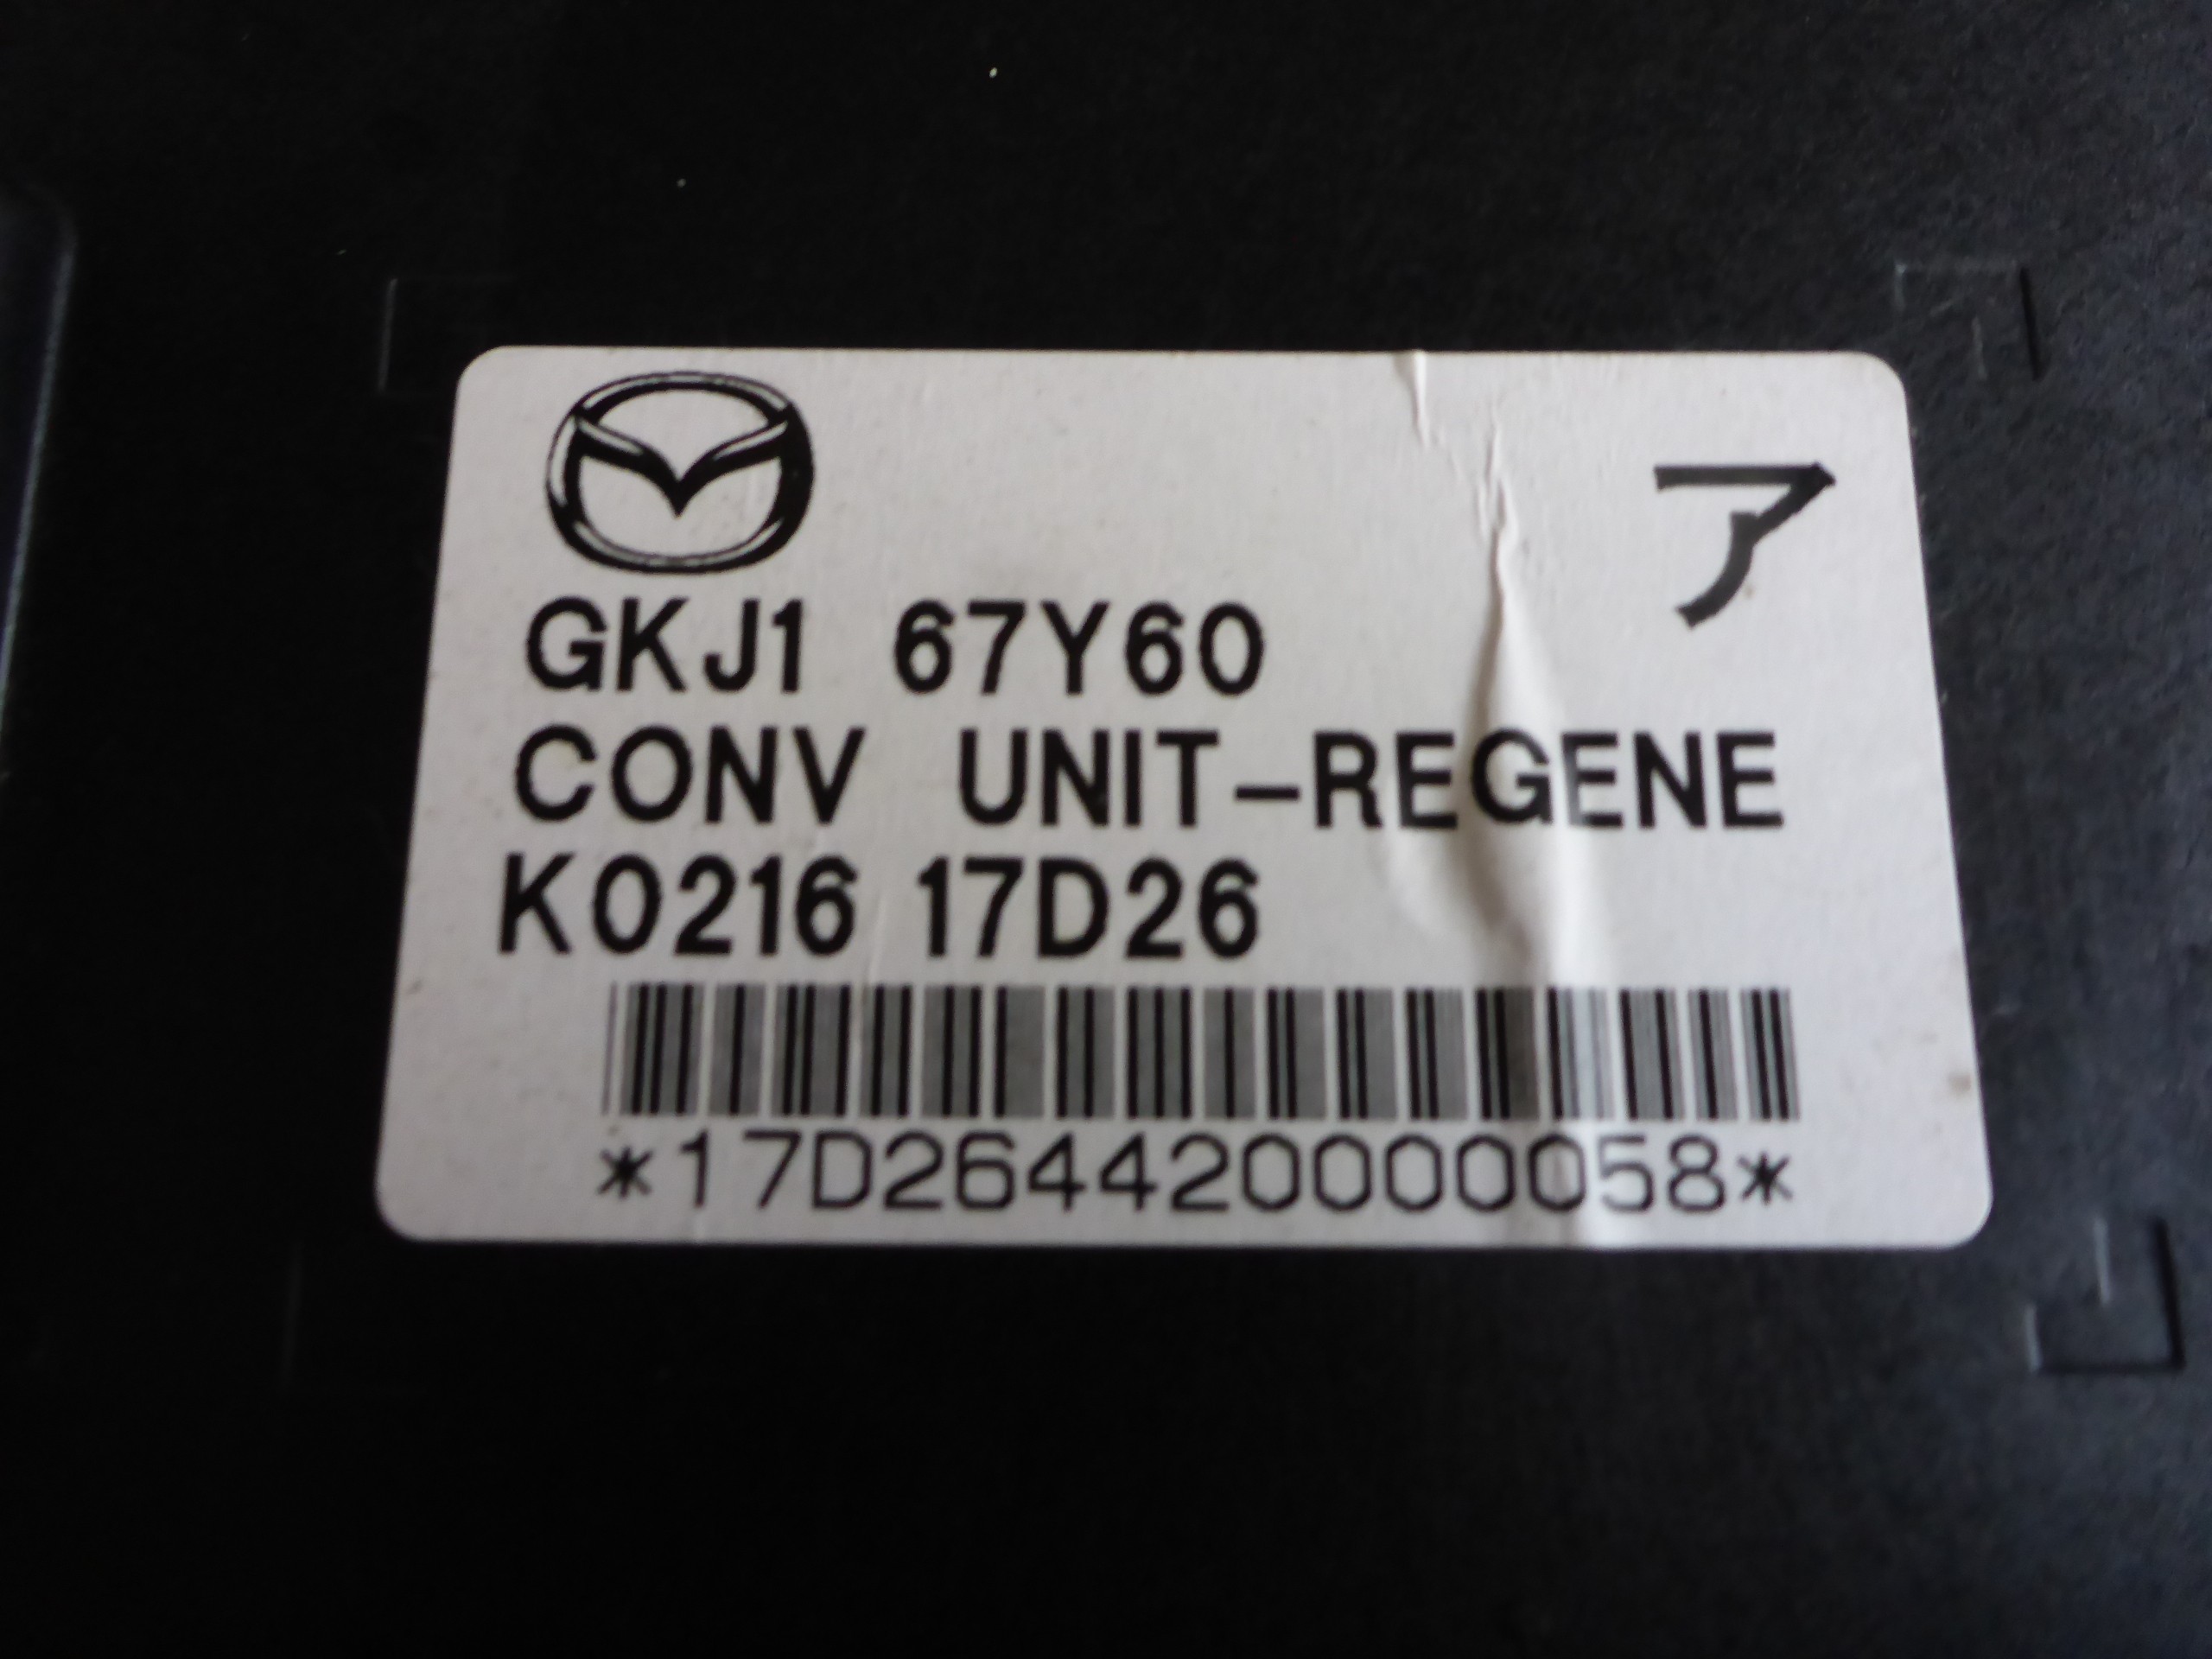 ア
GKJ1 67Y60
CONV UNIT-REGENE
K0216 17D26
*17D26442000058*